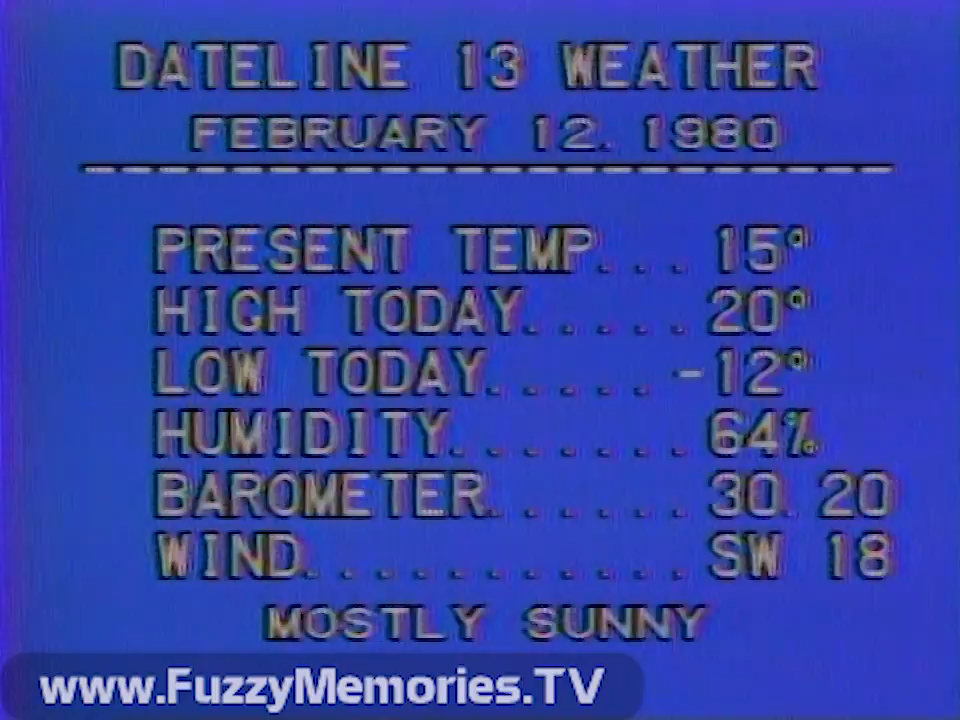 DATELINE 13 WEATHER
FEBRUARY 12, 1980
--------------------
PRESENT TEMP... 15°
HIGH TODAY..... 20°
LOW TODAY.....-12°
HUMIDITY....... 64%
BAROMETER...... 30.20
WIND........... SW 18
MOSTLY SUNNY
www.FuzzyMemories.TV